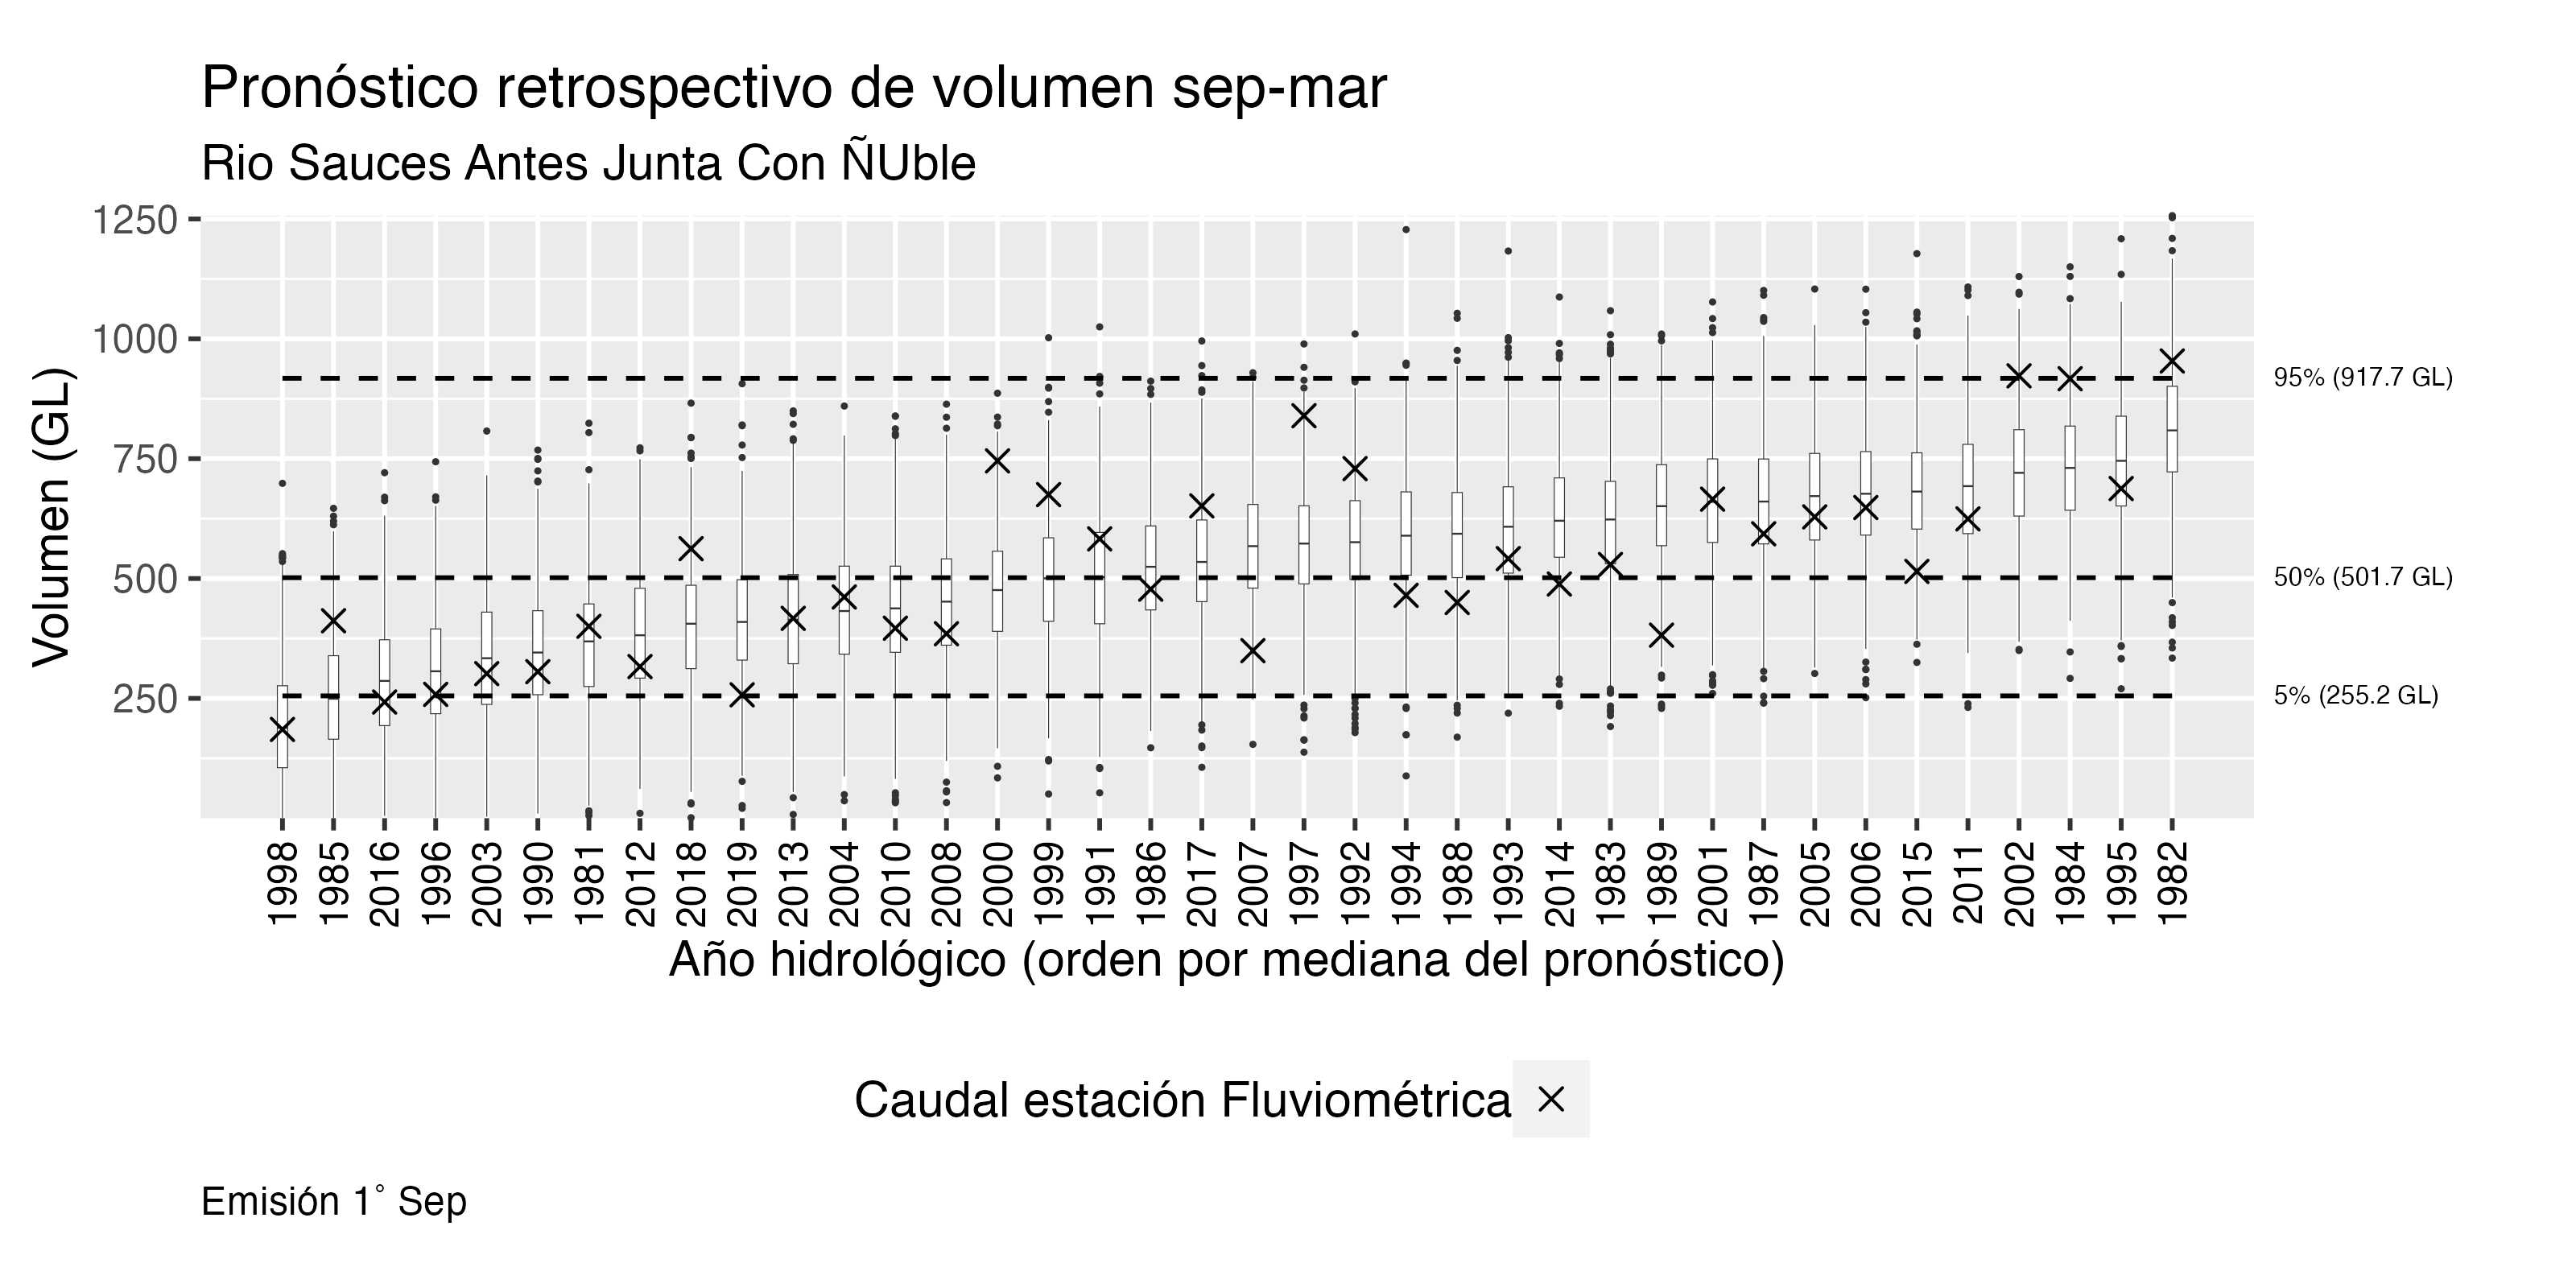 Pronóstico retrospectivo de volumen sep-mar
Rio Sauces Antes Junta Con ÑUble
Volumen (GL)
1250
1000
750
500
250
95% (917.7 GL)
50% (501.7 GL)
5% (255.2 GL)
1998 1985 2016 1996 2003 1990 1981 2012 2018 2019 2013 2004 2010 2008 2000 1999 1991 1986 2017 2007 1997 1992 1994 1988 1993 2014 1983 1989 2001 1987 2005 2006 2015 2011 2002 1984 1995 1982
Año hidrológico (orden por mediana del pronóstico)
Caudal estación Fluviométrica
Emisión 1° Sep